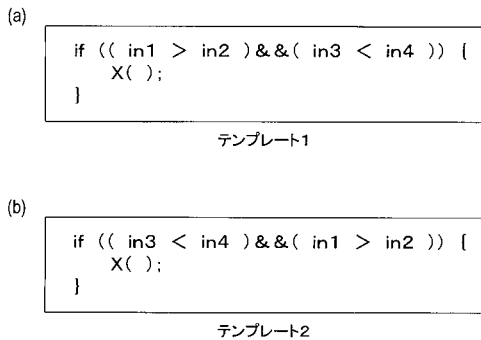 (a)
if (( in1 > in2 )&&( in3 < in4 )) {
X( );
}
テンプレート1
(b)
if (( in3 < in4 )&&( in1 > in2 )) {
X( );
}
テンプレート2